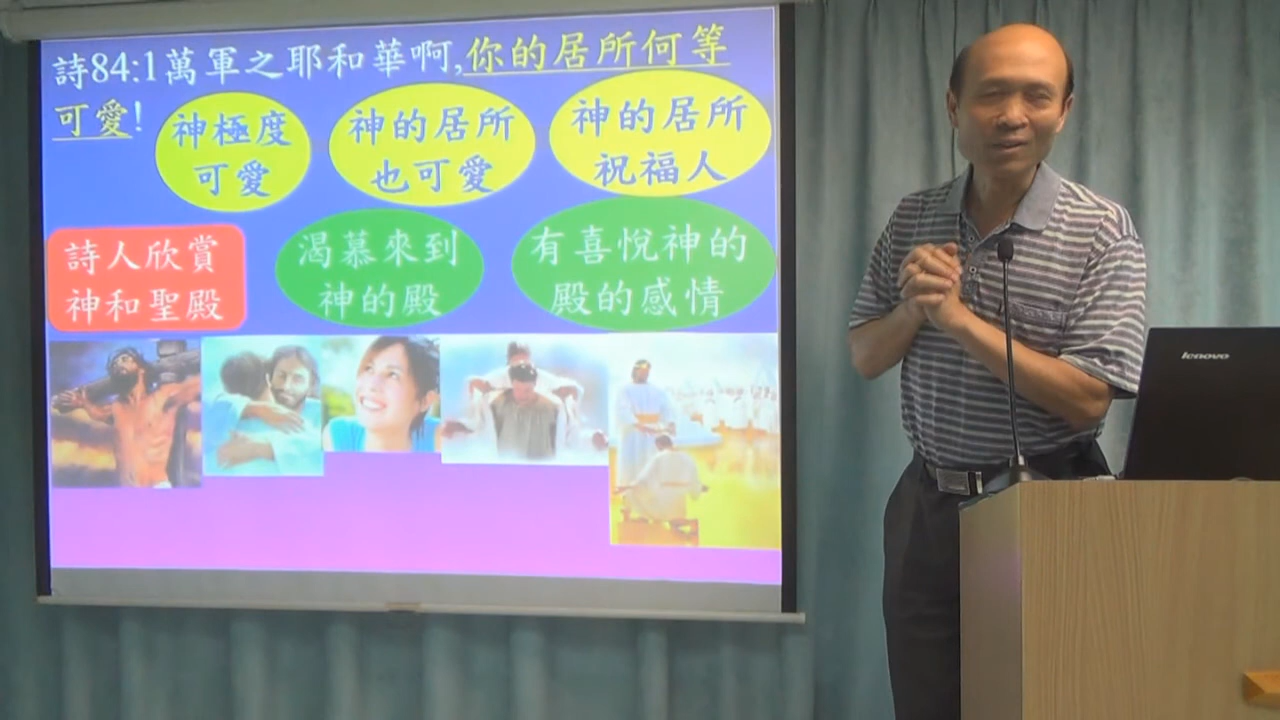 詩84:1萬軍之耶和華啊,你的居所何等
可愛!
神極度
可愛
神的居所
也可愛
神的居所
祝福人
詩人欣賞
神和聖殿
渴慕來到
神的殿
有喜悅神的
殿的感情
lenovo